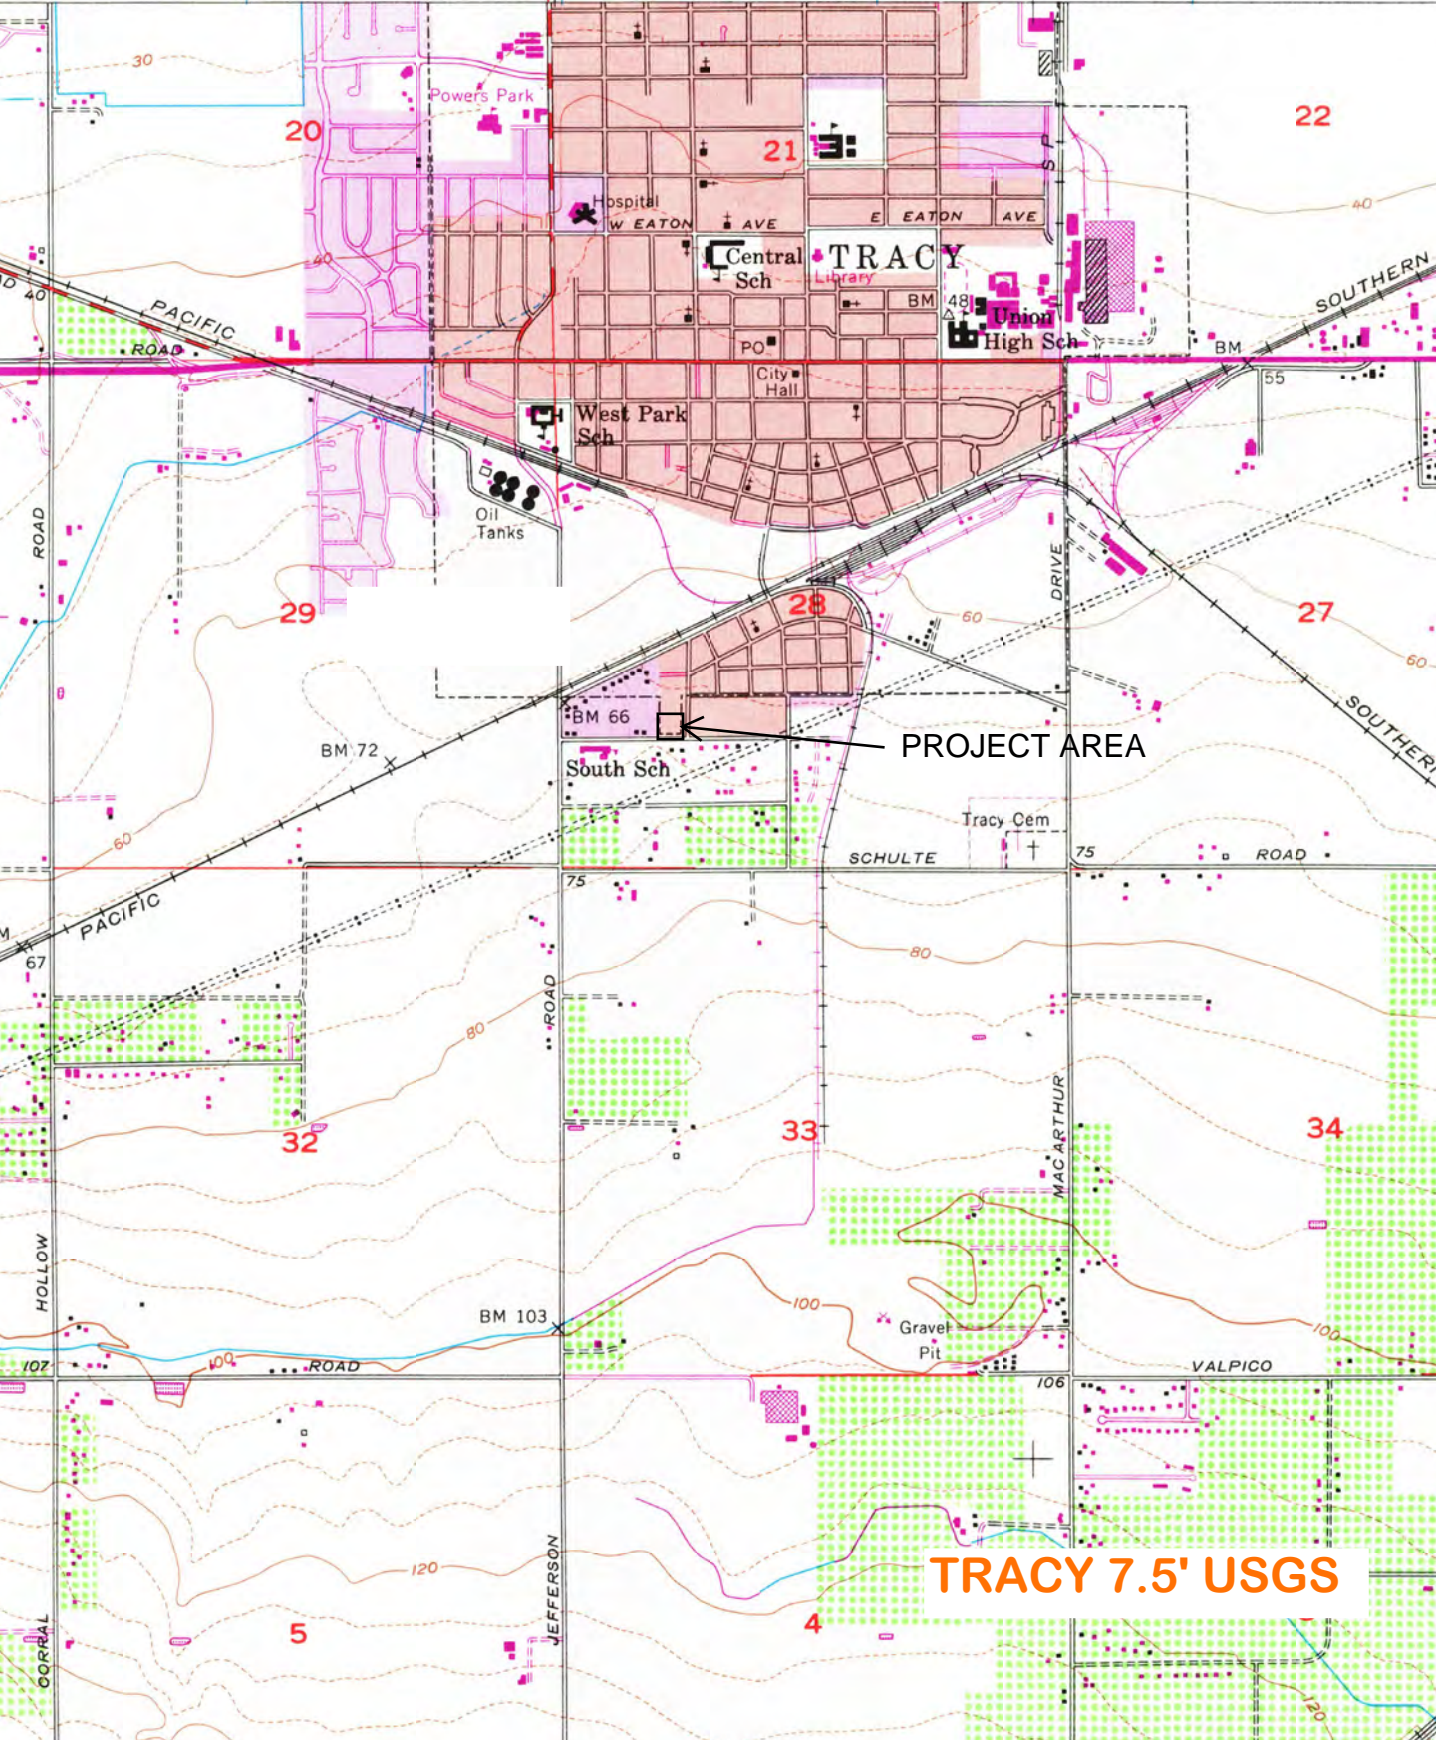 30
Powers Park
20
21
22
S P
Hospital
W EATON AVE
E EATON AVE
40
40
Central
Sch
TRACY
Library
SOUTHERN
40
PACIFIC
BM 48
Union
High Sch
ROAD
PO
BM
55
City
Hall
West Park
Sch
Oil
Tanks
ROAD
DRIVE
29
28
27
60
60
SOUTHERN
BM 66
BM 72
PROJECT AREA
South Sch
60
Tracy Cem
SCHULTE
75
ROAD
75
PACIFIC
67
80
ROAD
80
MAC ARTHUR
32
33
34
HOLLOW
BM 103
100
Gravel
Pit
100
107
100
ROAD
VALPICO
106
JEFFERSON
120
TRACY 7.5' USGS
5
4
CORRAL
120